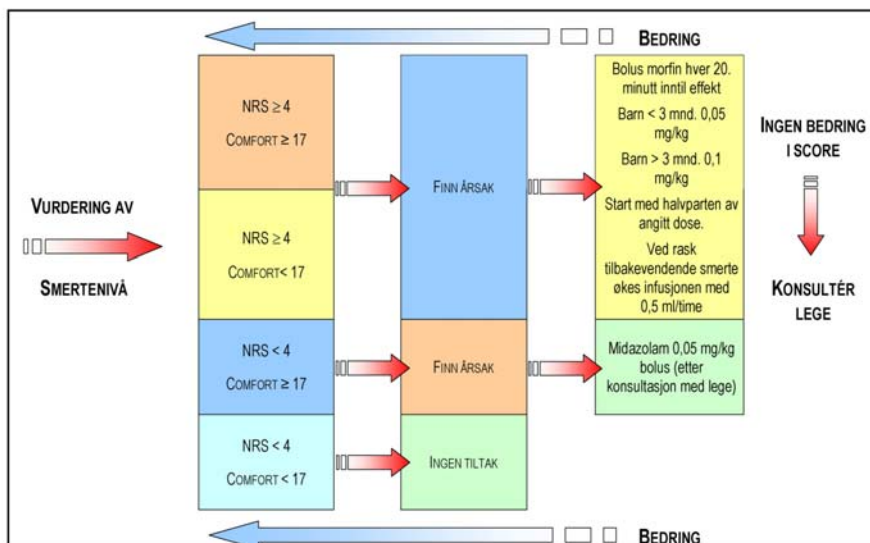 BEDRING
VURDERING AV
SMERTENIVÅ
NRS ≥ 4
COMFORT ≥ 17
NRS ≥4
COMFORT< 17
NRS < 4
COMFORT ≥ 17
NRS < 4
COMFORT < 17
FINN ÅRSAK
FINN ÅRSAK
INGEN TILTAK
Bolus morfin hver 20.
minutt inntil effekt
Barn < 3 mnd. 0,05
mg/kg
Barn > 3 mnd. 0,1
mg/kg
Start med halvparten av
angitt dose.
Ved rask
tilbakevendende smerte
økes infusjonen med
0,5 ml/time
Midazolam 0,05 mg/kg
bolus (etter
konsultasjon med lege)
INGEN BEDRING
I SCORE
KONSULTÉR
LEGE
BEDRING